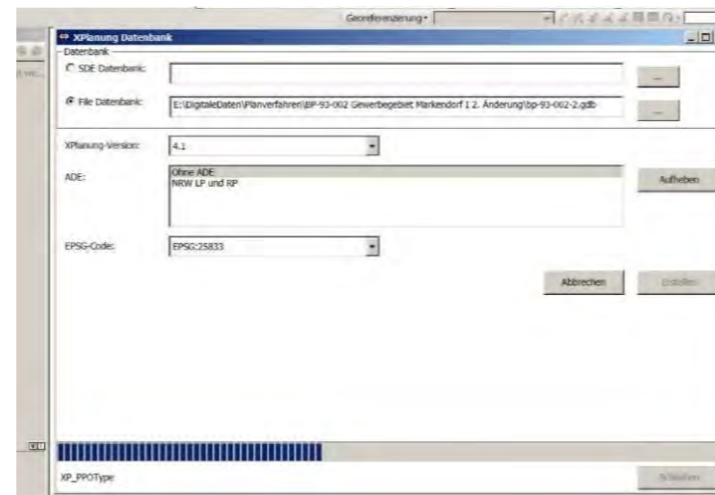 Georeferenzierung
XPlanung Datenbank
Datenbank
SDE Datenbank:
...
File Datenbank:
E:\DigitaleDaten\Planverfahren\BP-93-002 Gewerbegebiet Markendorf I 2. Änderung\bp-93-002-2.gdb
...
XPlanung-Version:
4.1
ADE:
Ohne ADE
NRW LP und RP
Aufheben
EPSG-Code:
EPSG:25833
Abbrechen
Erstellen
XP_PPOType
Schließen